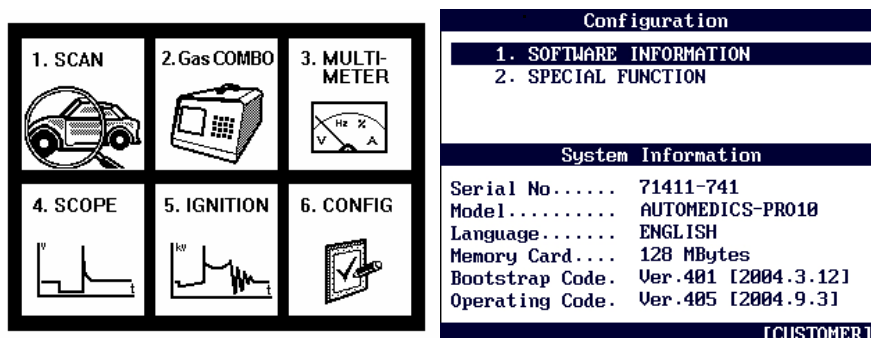 1. SCAN
2. Gas COMBO
3. MULTI-
METER
Hz %
V A
4. SCOPE
V
t
5. IGNITION
kv
t
6. CONFIG
Configuration
1. SOFTWARE INFORMATION
2. SPECIAL FUNCTION
System Information
Serial No...... 71411-741
Model.......... AUTOMEDICS-PRO10
Language....... ENGLISH
Memory Card.... 128 MBytes
Bootstrap Code. Ver.401 [2004.3.12]
Operating Code. Ver.405 [2004.9.3]
[CUSTOMER]